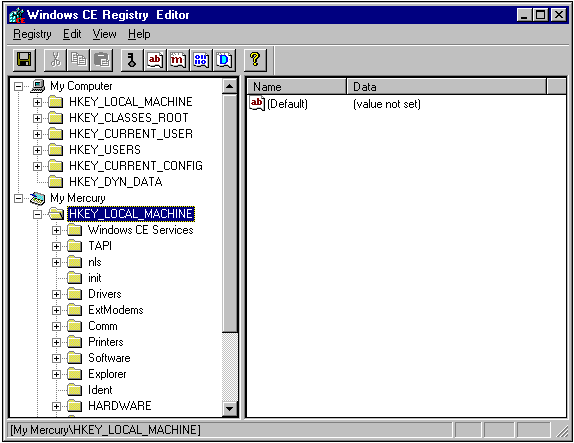 Windows CE Registry Editor
Registry Edit View Help
My Computer
HKEY_LOCAL_MACHINE
HKEY_CLASSES_ROOT
HKEY_CURRENT_USER
HKEY_USERS
HKEY_CURRENT_CONFIG
HKEY_DYN_DATA
My Mercury
HKEY_LOCAL_MACHINE
Windows CE Services
TAPI
nls
init
Drivers
ExtModems
Comm
Printers
Software
Explorer
Ident
HARDWARE
Name Data
(Default) (value not set)
[My Mercury\HKEY_LOCAL_MACHINE]